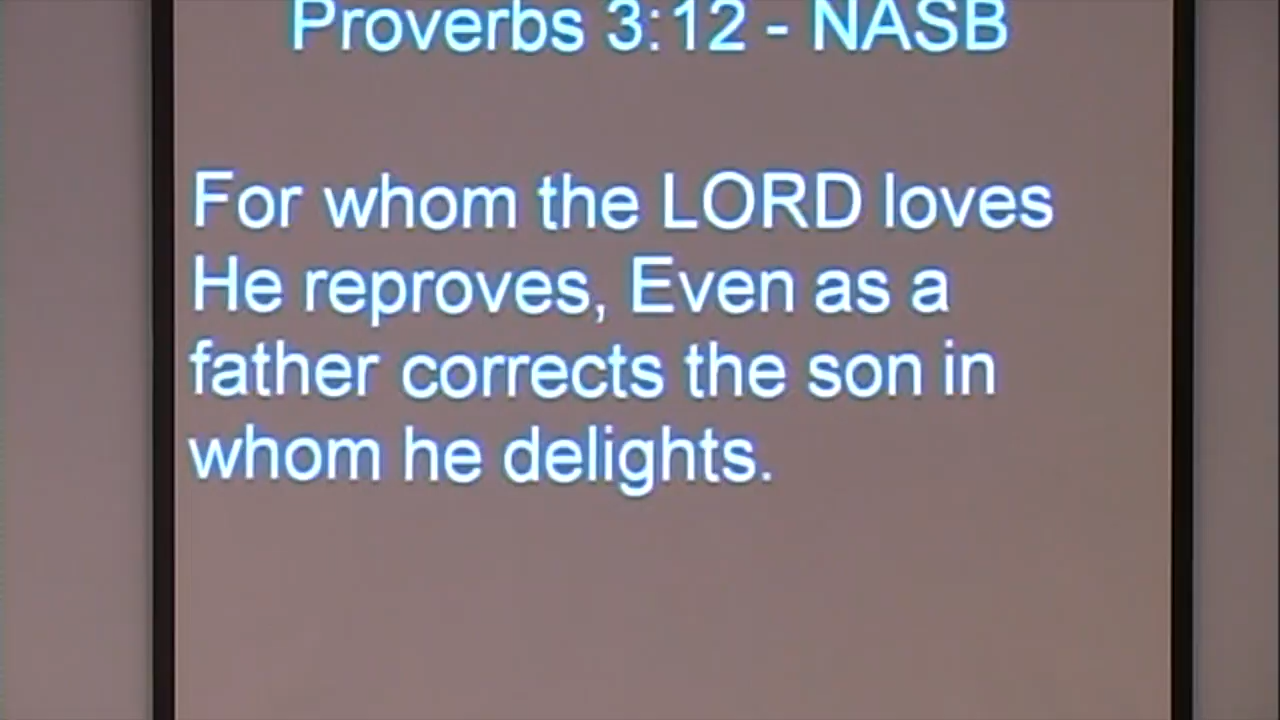 Proverbs 3:12 - NASB
For whom the LORD loves
He reproves, Even as a
father corrects the son in
whom he delights.